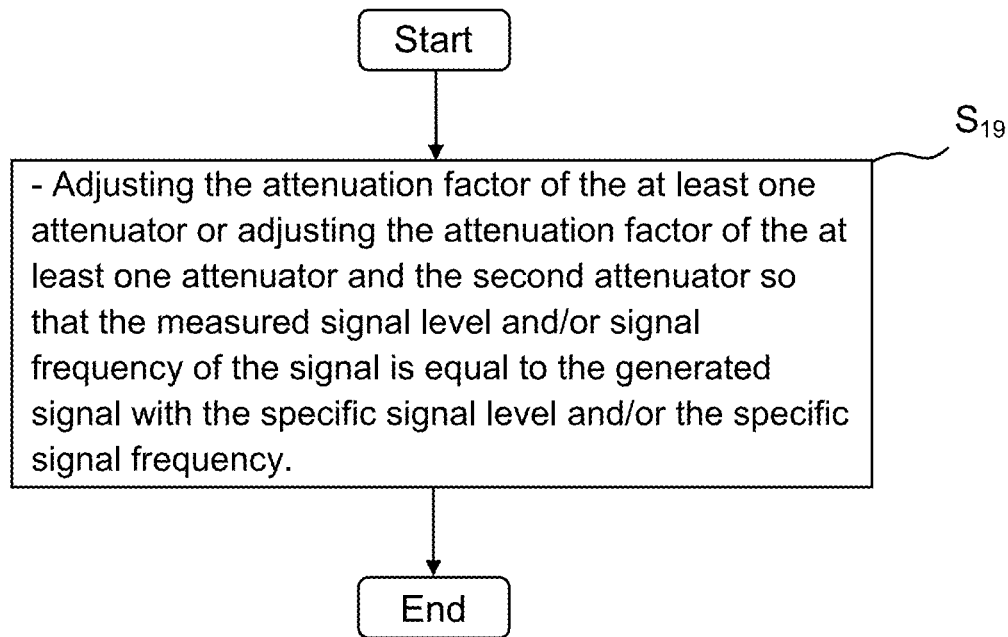 Start
S19
- Adjusting the attenuation factor of the at least one
attenuator or adjusting the attenuation factor of the at
least one attenuator and the second attenuator so
that the measured signal level and/or signal
frequency of the signal is equal to the generated
signal with the specific signal level and/or the specific
signal frequency.
End